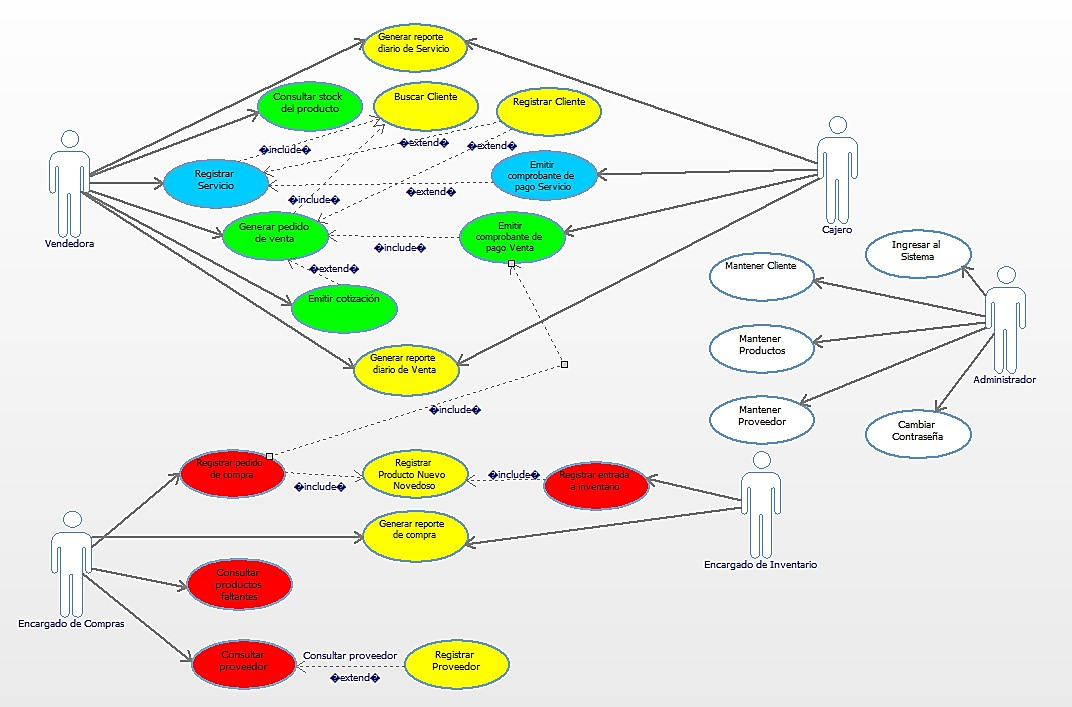 Generar reporte
diario de Servicio
Consultar stock
del producto
Buscar Cliente
Registrar Cliente
�include�
�extend�
�extend�
Registrar
Servicio
Emitir
comprobante de
pago Servicio
�extend�
�include�
Vendedora
Cajero
Generar pedido
de venta
Emitir
comprobante de
pago Venta
�include�
�extend�
Emitir cotización
Ingresar al
Sistema
Mantener Cliente
Mantener
Productos
Administrador
Generar reporte
diario de Venta
�include�
Mantener
Proveedor
Cambiar
Contraseña
Registrar pedido
de compra
�include�
Registrar
Producto Nuevo
Novedoso
�include�
Registrar entrada
a inventario
Generar reporte
de compra
Encargado de Inventario
Consultar
productos
faltantes
Encargado de Compras
Consultar
proveedor
Consultar proveedor
�extend�
Registrar
Proveedor